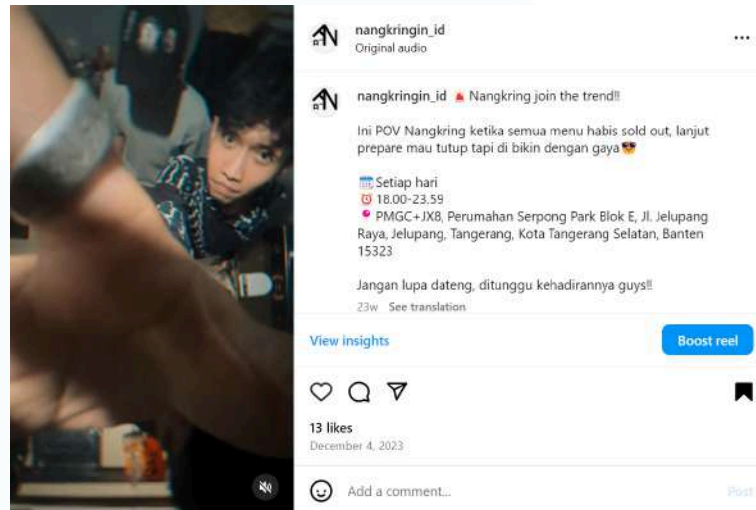 nangkringin_id
Original audio
nangkringin_id 🚨 Nangkring join the trend!!
Ini POV Nangkring ketika semua menu habis sold out, lanjut
prepare mau tutup tapi di bikin dengan gaya😎
🗓️Setiap hari
⏰ 18.00-23.59
📍 PMGC+JX8, Perumahan Serpong Park Blok E, Jl. Jelupang
Raya, Jelupang, Tangerang, Kota Tangerang Selatan, Banten
15323
Jangan lupa dateng, ditunggu kehadirannya guys!!
23w See translation
View insights
Boost reel
13 likes
December 4, 2023
Add a comment...
Post